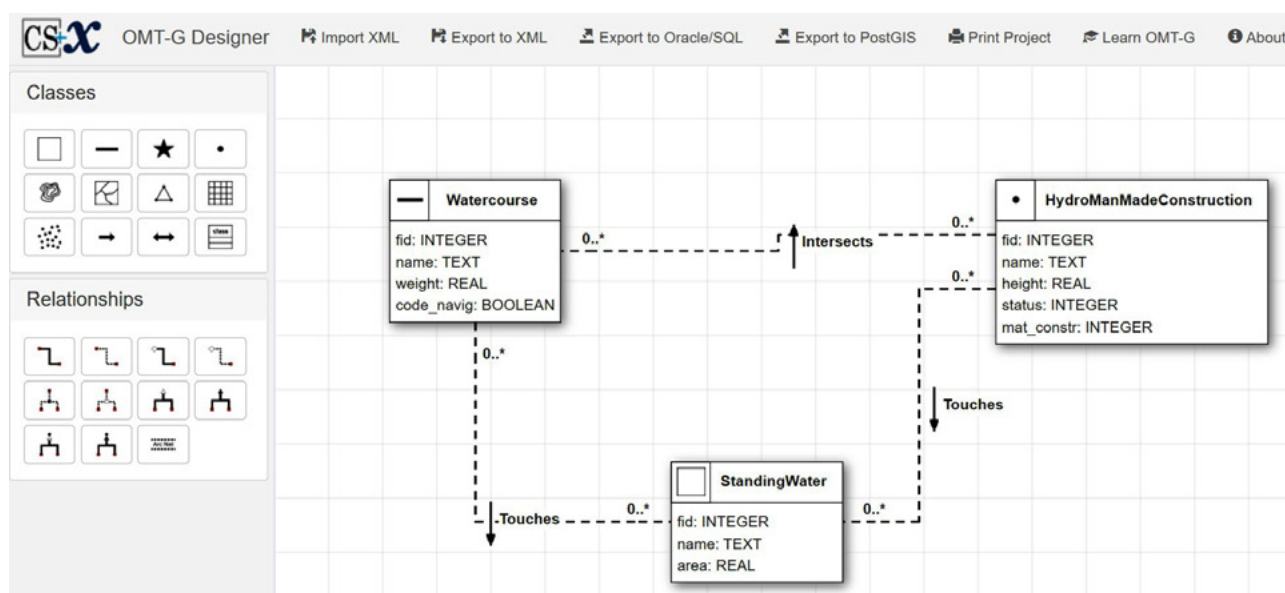 CS+X OMT-G Designer Import XML Export to XML Export to Oracle/SQL Export to PostGIS Print Project Learn OMT-G About
Classes
class
Relationships
Arc Net
Watercourse
fid: INTEGER
name: TEXT
weight: REAL
code_navig: BOOLEAN
0..*
Intersects
0..*
HydroManMadeConstruction
fid: INTEGER
name: TEXT
height: REAL
status: INTEGER
mat_constr: INTEGER
0..*
0..*
Touches
Touches
0..*
StandingWater
fid: INTEGER
name: TEXT
area: REAL
0..*